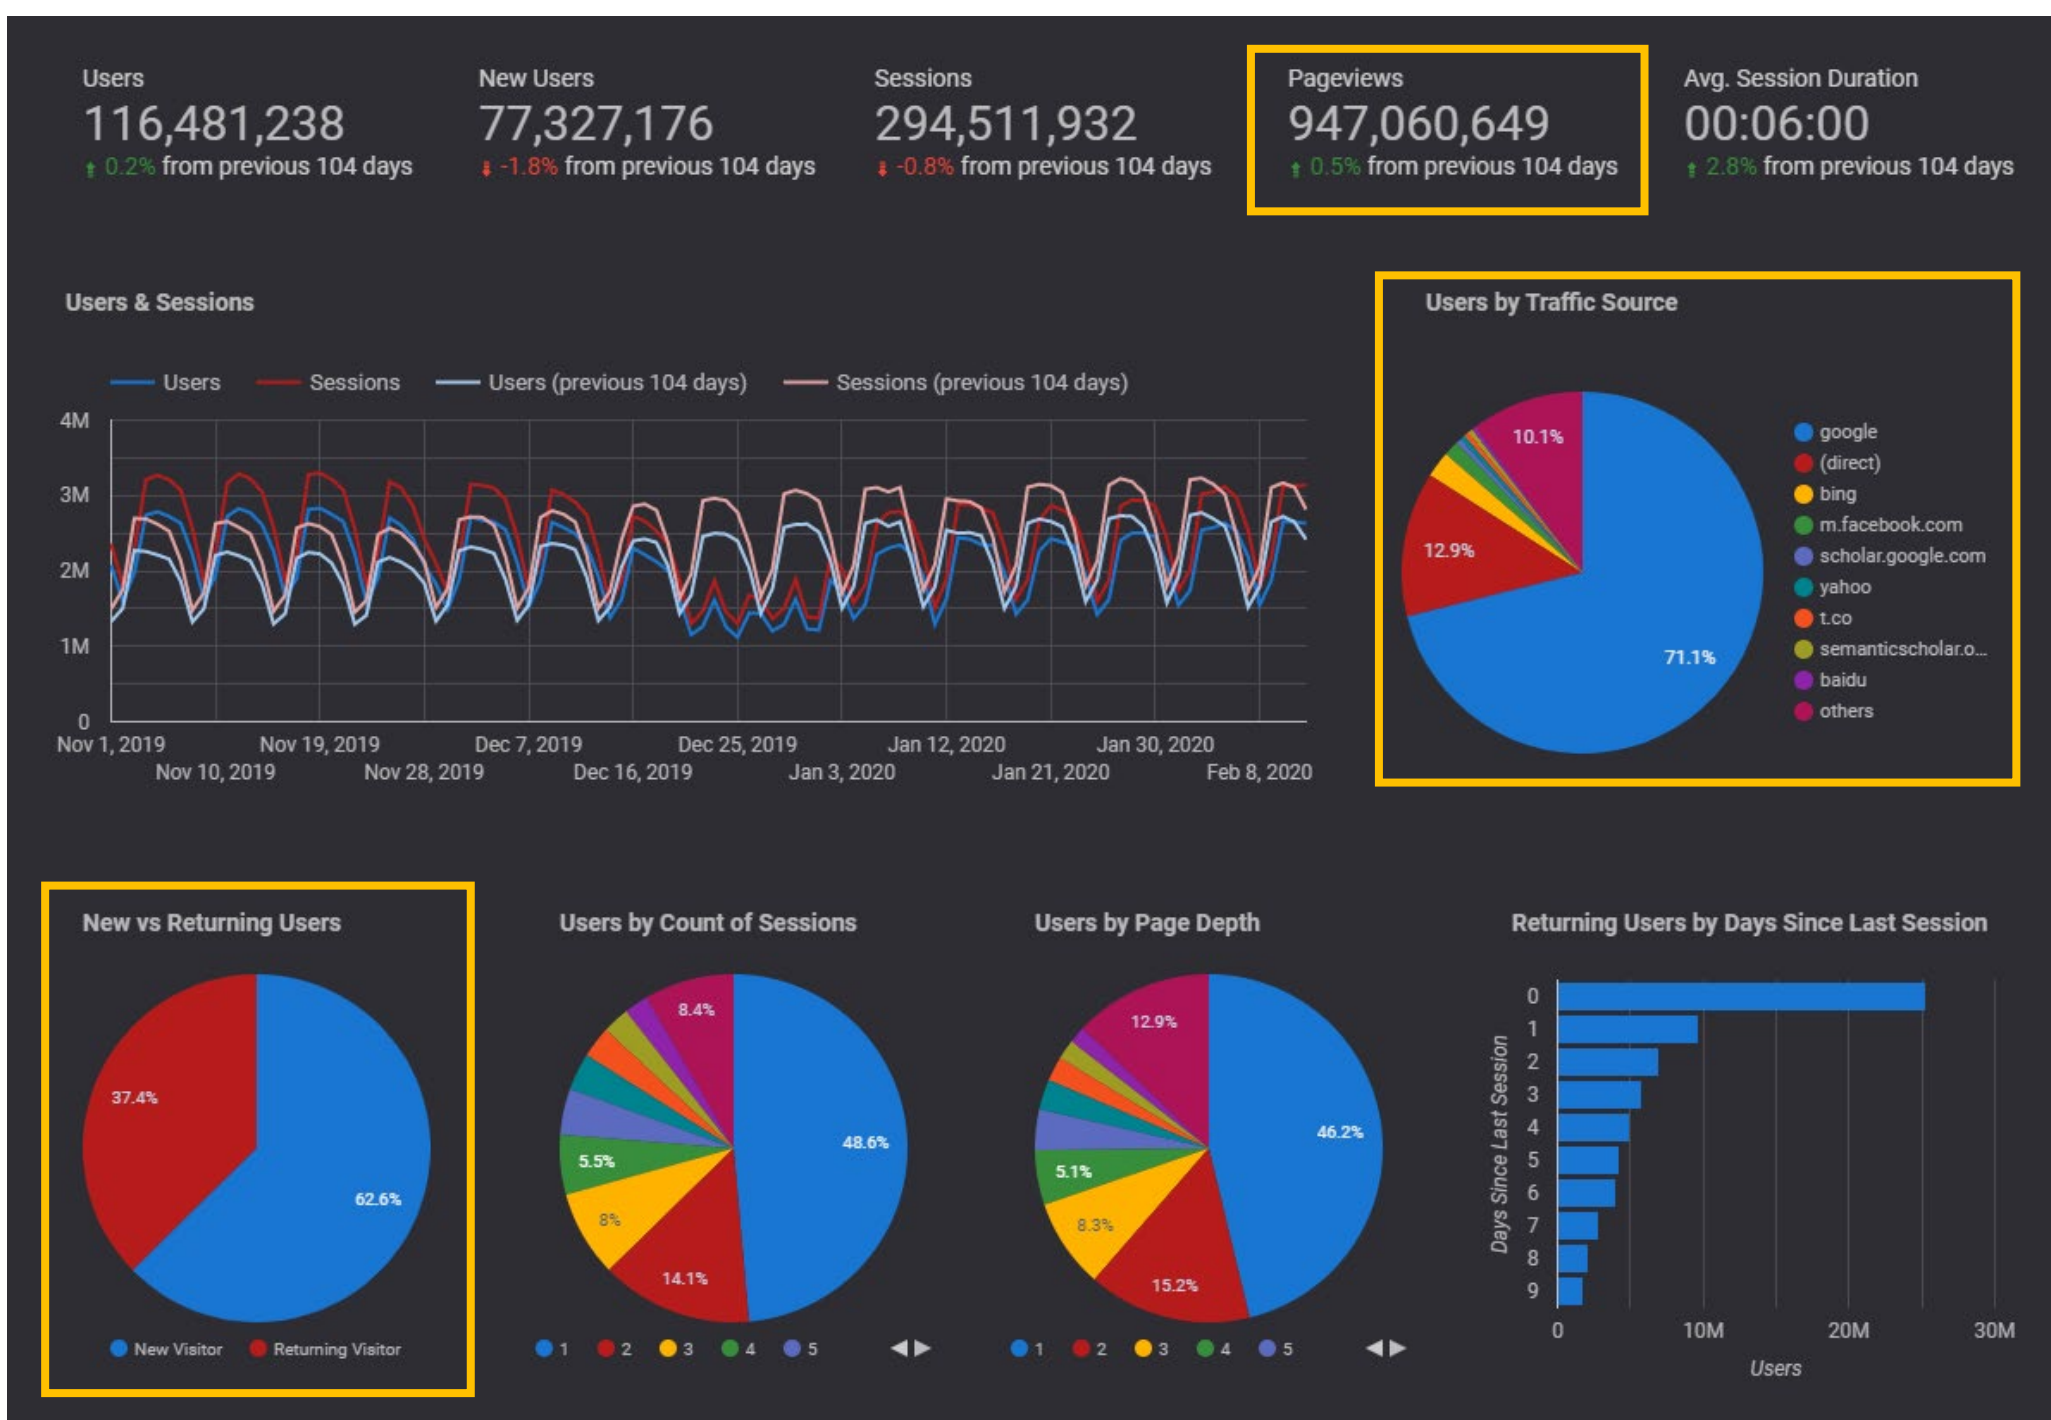 Users
116,481,238
0.2% from previous 104 days
New Users
77,327,176
-1.8% from previous 104 days
Sessions
294,511,932
-0.8% from previous 104 days
Pageviews
947,060,649
0.5% from previous 104 days
Avg. Session Duration
00:06:00
2.8% from previous 104 days
Users & Sessions
Users
Sessions
Users (previous 104 days)
Sessions (previous 104 days)
4M
3M
2M
1M
0
Nov 1, 2019
Nov 10, 2019
Nov 19, 2019
Nov 28, 2019
Dec 7, 2019
Dec 16, 2019
Dec 25, 2019
Jan 3, 2020
Jan 12, 2020
Jan 21, 2020
Jan 30, 2020
Feb 8, 2020
Users by Traffic Source
10.1%
12.9%
71.1%
google
(direct)
bing
m.facebook.com
scholar.google.com
yahoo
t.co
semanticscholar.o...
baidu
others
New vs Returning Users
37.4%
62.6%
New Visitor
Returning Visitor
Users by Count of Sessions
8.4%
48.6%
5.5%
8%
14.1%
1
2
3
4
5
Users by Page Depth
12.9%
46.2%
5.1%
8.3%
15.2%
1
2
3
4
5
Returning Users by Days Since Last Session
Days Since Last Session
0
1
2
3
4
5
6
7
8
9
0
10M
20M
30M
Users